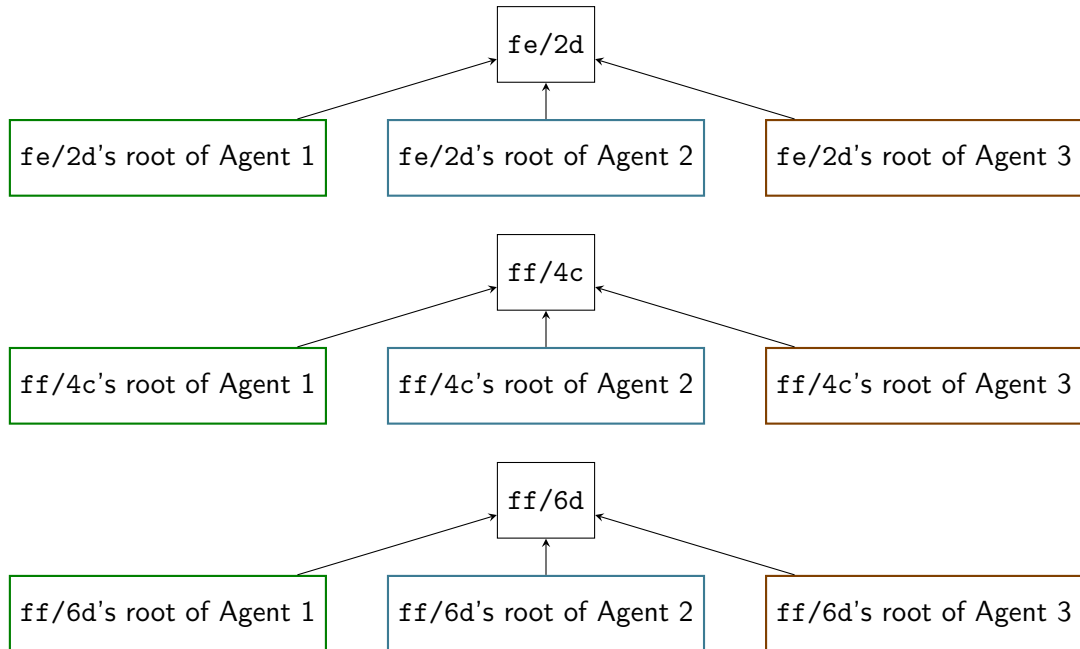 fe/2d
fe/2d's root of Agent 1
fe/2d's root of Agent 2
fe/2d's root of Agent 3
ff/4c
ff/4c's root of Agent 1
ff/4c's root of Agent 2
ff/4c's root of Agent 3
ff/6d
ff/6d's root of Agent 1
ff/6d's root of Agent 2
ff/6d's root of Agent 3